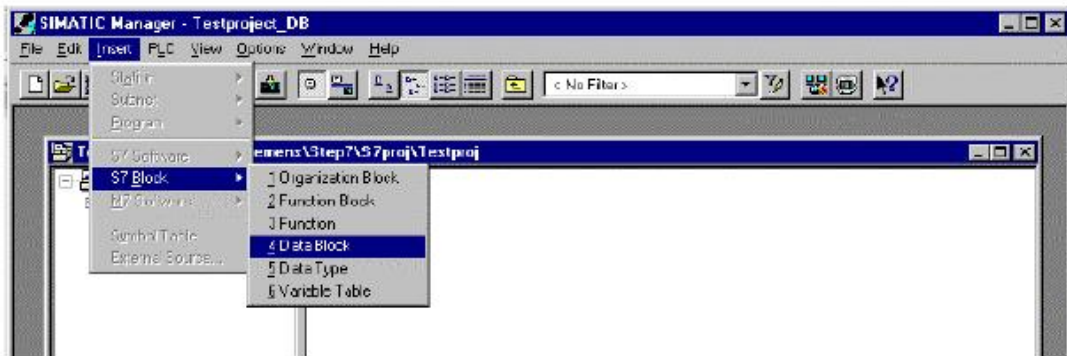 SIMATIC Manager - Testproject_DB
File Edit Insert PLC View Options Window Help
Station
Subnet
Program
< No Filter >
S7 Software
emens\Step7\S7proj\Testproj
S7 Block
M7 Software
Symbol Table
External Source...
1 Organization Block
2 Function Block
3 Function
4 Data Block
5 Data Type
6 Variable Table